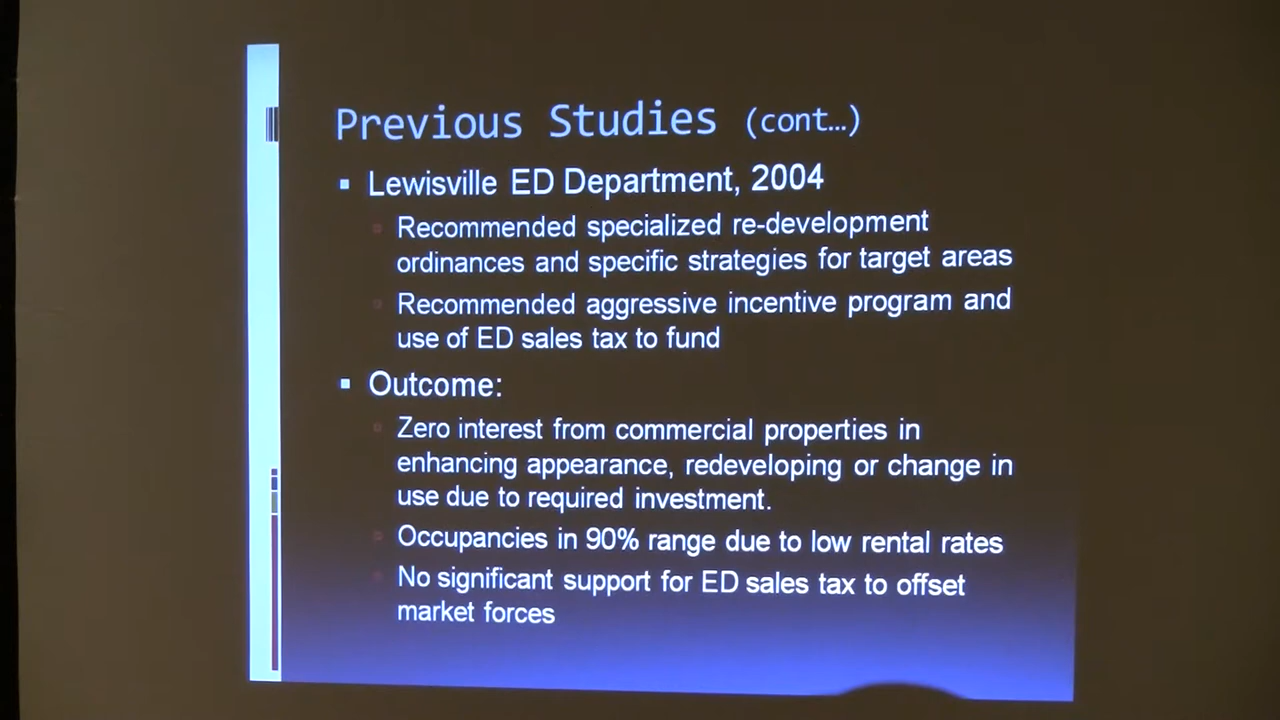 Previous Studies (cont…)
▪ Lewisville ED Department, 2004
▫ Recommended specialized re-development
ordinances and specific strategies for target areas
▫ Recommended aggressive incentive program and
use of ED sales tax to fund
▪ Outcome:
▫ Zero interest from commercial properties in
enhancing appearance, redeveloping or change in
use due to required investment.
▫ Occupancies in 90% range due to low rental rates
▫ No significant support for ED sales tax to offset
market forces